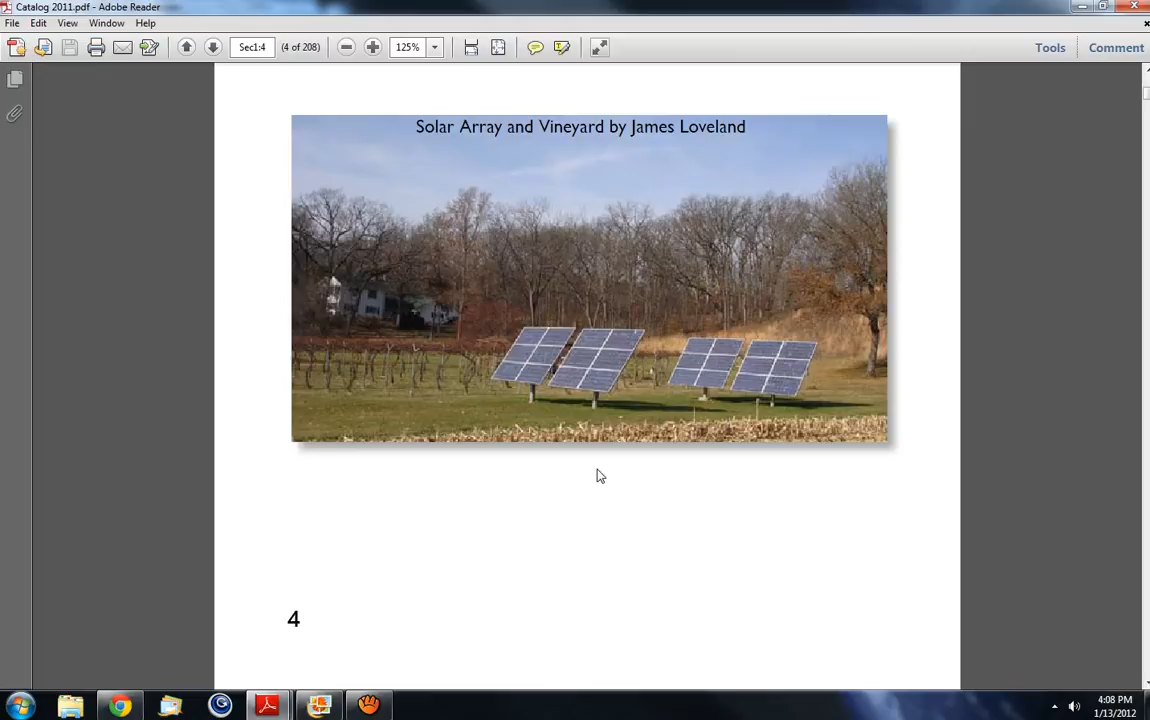 Catalog 2011.pdf - Adobe Reader
File Edit View Window Help
Sec1:4 (4 of 208) 125% Tools Comment
Solar Array and Vineyard by James Loveland
4
4:08 PM
1/13/2012